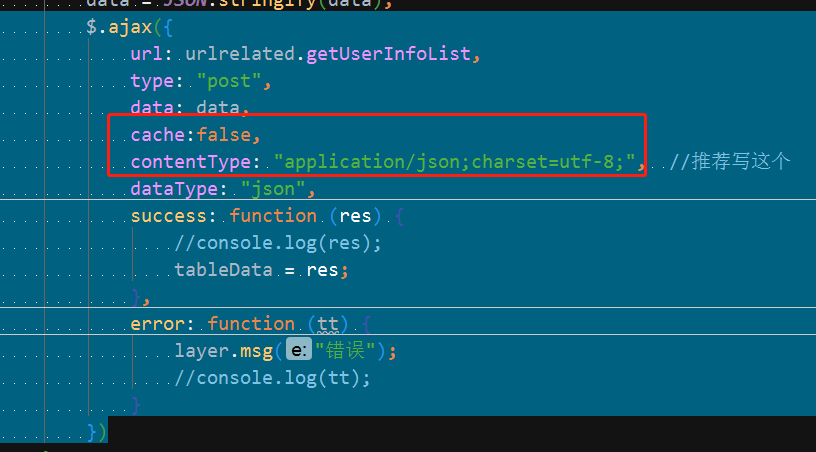 data = JSON.stringify(data);
$.ajax({
url: urlrelated.getUserInfoList,
type: "post",
data: data,
cache:false,
contentType: "application/json;charset=utf-8;", //推荐写这个
dataType: "json",
success: function (res) {
//console.log(res);
tableData = res;
},
error: function (tt) {
layer.msg( e: "错误");
//console.log(tt);
}
})